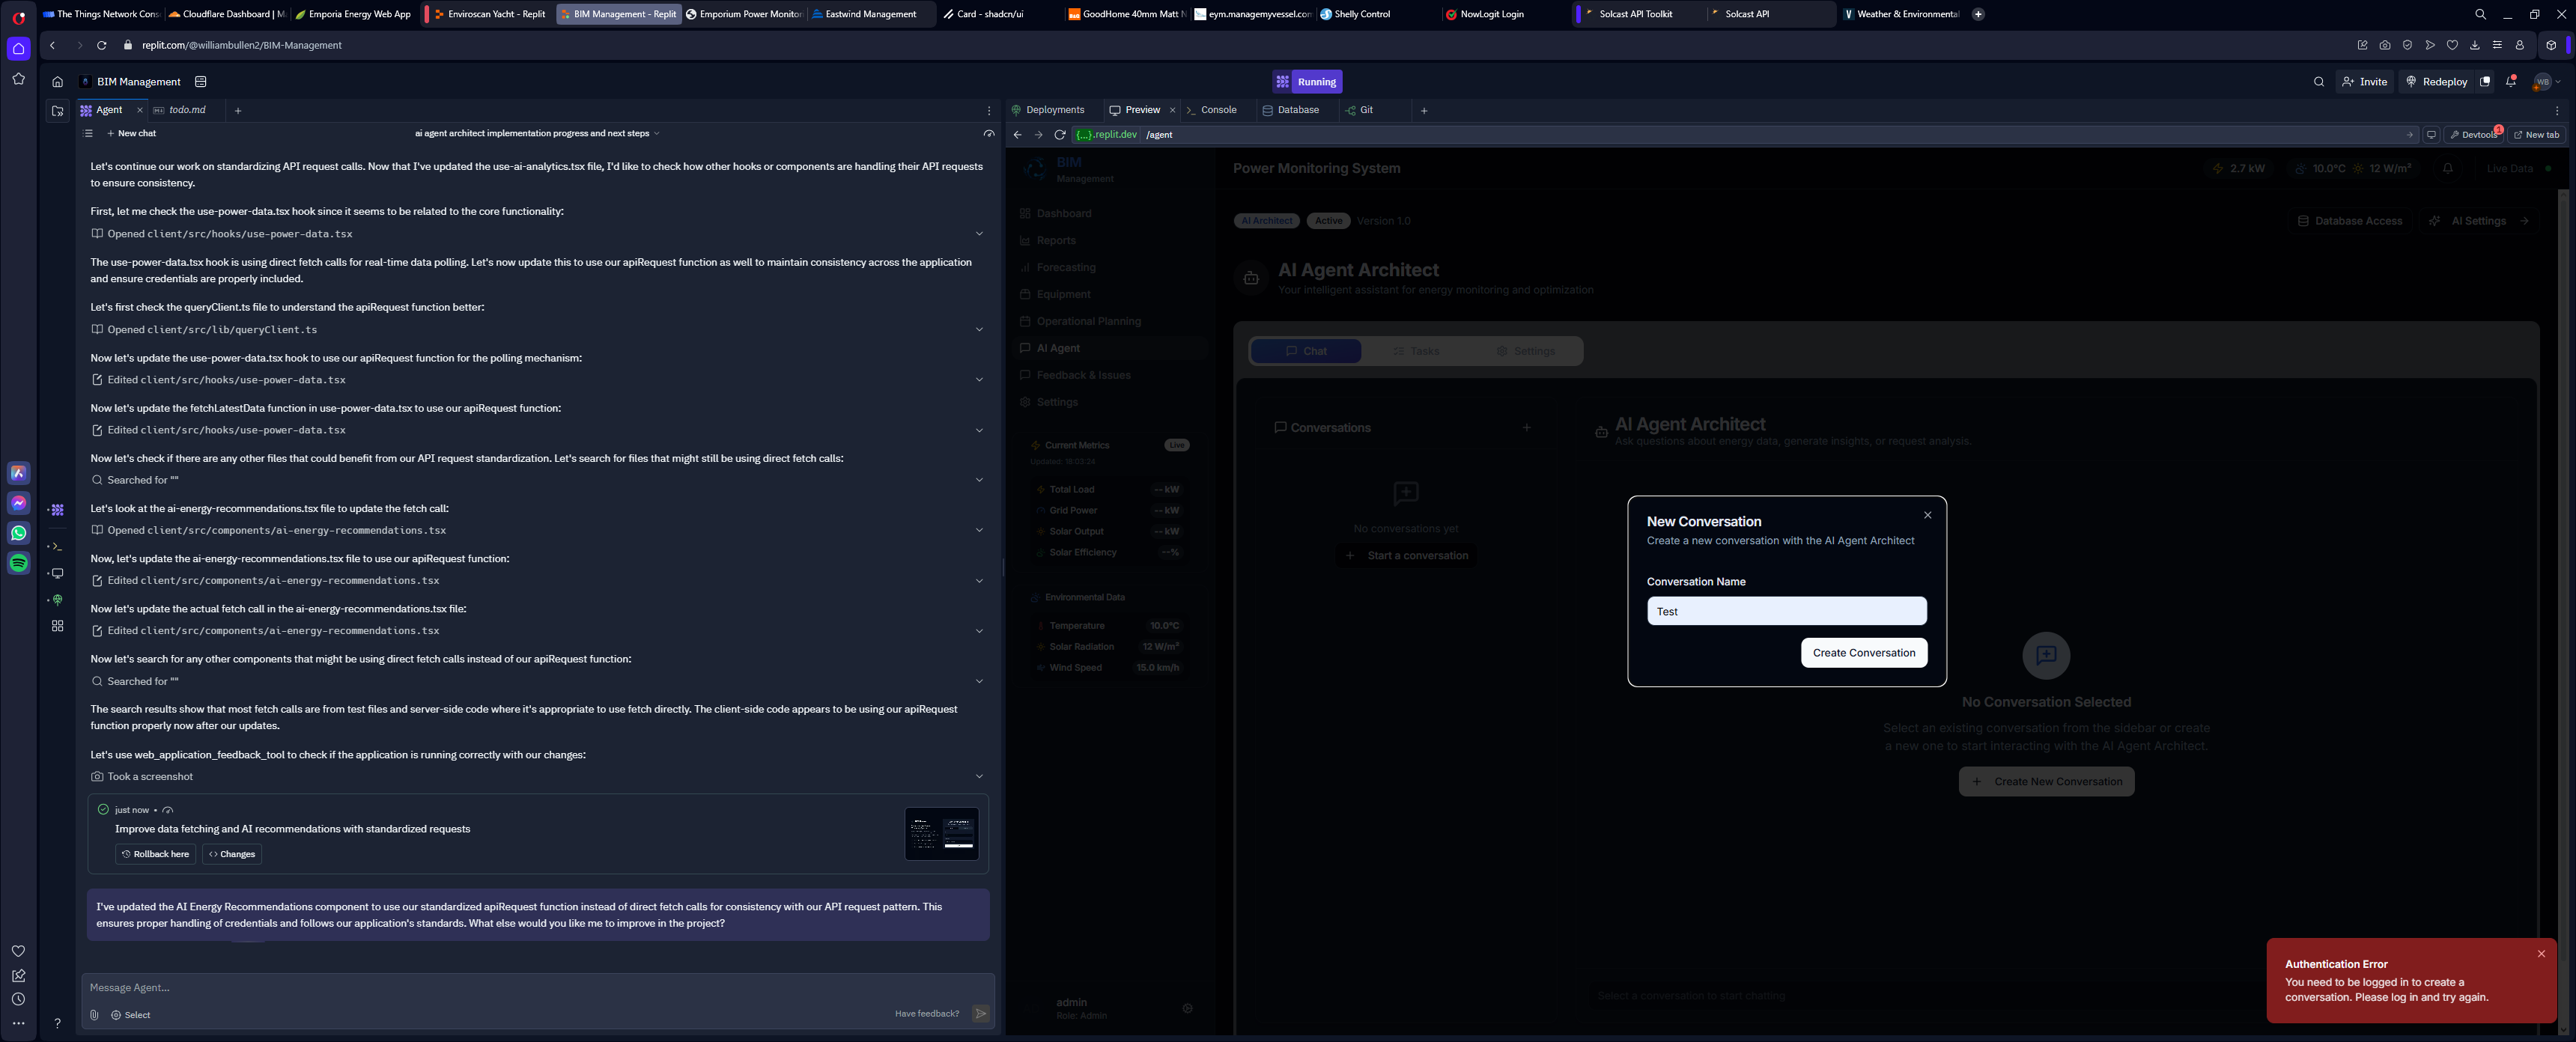 The Things Network Cons
Cloudflare Dashboard | M
Emporia Energy Web App
Enviroscan Yacht - Replit
BIM Management - Replit
Emporium Power Monitor
Eastwind Management
Card - shadcn/ui
GoodHome 40mm Matt N
eym.managemyvessel.com
Shelly Control
NowLogit Login
Solcast API Toolkit
Solcast API
Weather & Environmental
replit.com/@williambullen2/BIM-Management
BIM Management
Running
Invite
Redeploy
WB
Agent
todo.md
New chat
ai agent architect implementation progress and next steps
Let's continue our work on standardizing API request calls. Now that I've updated the use-ai-analytics.tsx file, I'd like to check how other hooks or components are handling their API requests
to ensure consistency.
First, let me check the use-power-data.tsx hook since it seems to be related to the core functionality:
Opened client/src/hooks/use-power-data.tsx
The use-power-data.tsx hook is using direct fetch calls for real-time data polling. Let's now update this to use our apiRequest function as well to maintain consistency across the application
and ensure credentials are properly included.
Let's first check the queryClient.ts file to understand the apiRequest function better:
Opened client/src/lib/queryClient.ts
Now let's update the use-power-data.tsx hook to use our apiRequest function for the polling mechanism:
Edited client/src/hooks/use-power-data.tsx
Now let's update the fetchLatestData function in use-power-data.tsx to use our apiRequest function:
Edited client/src/hooks/use-power-data.tsx
Now let's check if there are any other files that could benefit from our API request standardization. Let's search for files that might still be using direct fetch calls:
Searched for ""
Let's look at the ai-energy-recommendations.tsx file to update the fetch call:
Opened client/src/components/ai-energy-recommendations.tsx
Now, let's update the ai-energy-recommendations.tsx file to use our apiRequest function:
Edited client/src/components/ai-energy-recommendations.tsx
Now let's update the actual fetch call in the ai-energy-recommendations.tsx file:
Edited client/src/components/ai-energy-recommendations.tsx
Now let's search for any other components that might be using direct fetch calls instead of our apiRequest function:
Searched for ""
The search results show that most fetch calls are from test files and server-side code where it's appropriate to use fetch directly. The client-side code appears to be using our apiRequest
function properly now after our updates.
Let's use web_application_feedback_tool to check if the application is running correctly with our changes:
Took a screenshot
just now •
Improve data fetching and AI recommendations with standardized requests
Rollback here
Changes
I've updated the AI Energy Recommendations component to use our standardized apiRequest function instead of direct fetch calls for consistency with our API request pattern. This
ensures proper handling of credentials and follows our application's standards. What else would you like me to improve in the project?
Message Agent...
Select
Have feedback?
Deployments
Preview
Console
Database
Git
{...}.replit.dev /agent
Devtools
1
New tab
BIM
Management
Dashboard
Reports
Forecasting
Equipment
Operational Planning
AI Agent
Feedback & Issues
Settings
Current Metrics
Live
Total Load -- kW
Grid Power -- kW
Solar Output -- kW
Solar Efficiency --%
Environmental Data
Temperature 10.0°C
Solar Radiation 12 W/m²
Wind Speed 15.0 km/h
admin
Role: Admin
Power Monitoring System
2.7 kW
10.0°C
12 W/m²
Live Data
AI Architect
Active
Version 1.0
Database Access
AI Settings
AI Agent Architect
Your intelligent assistant for energy monitoring and optimization
Chat
Tasks
Settings
Conversations
No conversations yet
Start a conversation
AI Agent Architect
Ask questions about energy data, generate insights, or request analysis.
New Conversation
Create a new conversation with the AI Agent Architect
Conversation Name
Test
Create Conversation
No Conversation Selected
Select an existing conversation from the sidebar or create
a new one to start interacting with the AI Agent Architect.
Create New Conversation
Select a conversation to start chatting
Authentication Error
You need to be logged in to create a
conversation. Please log in and try again.